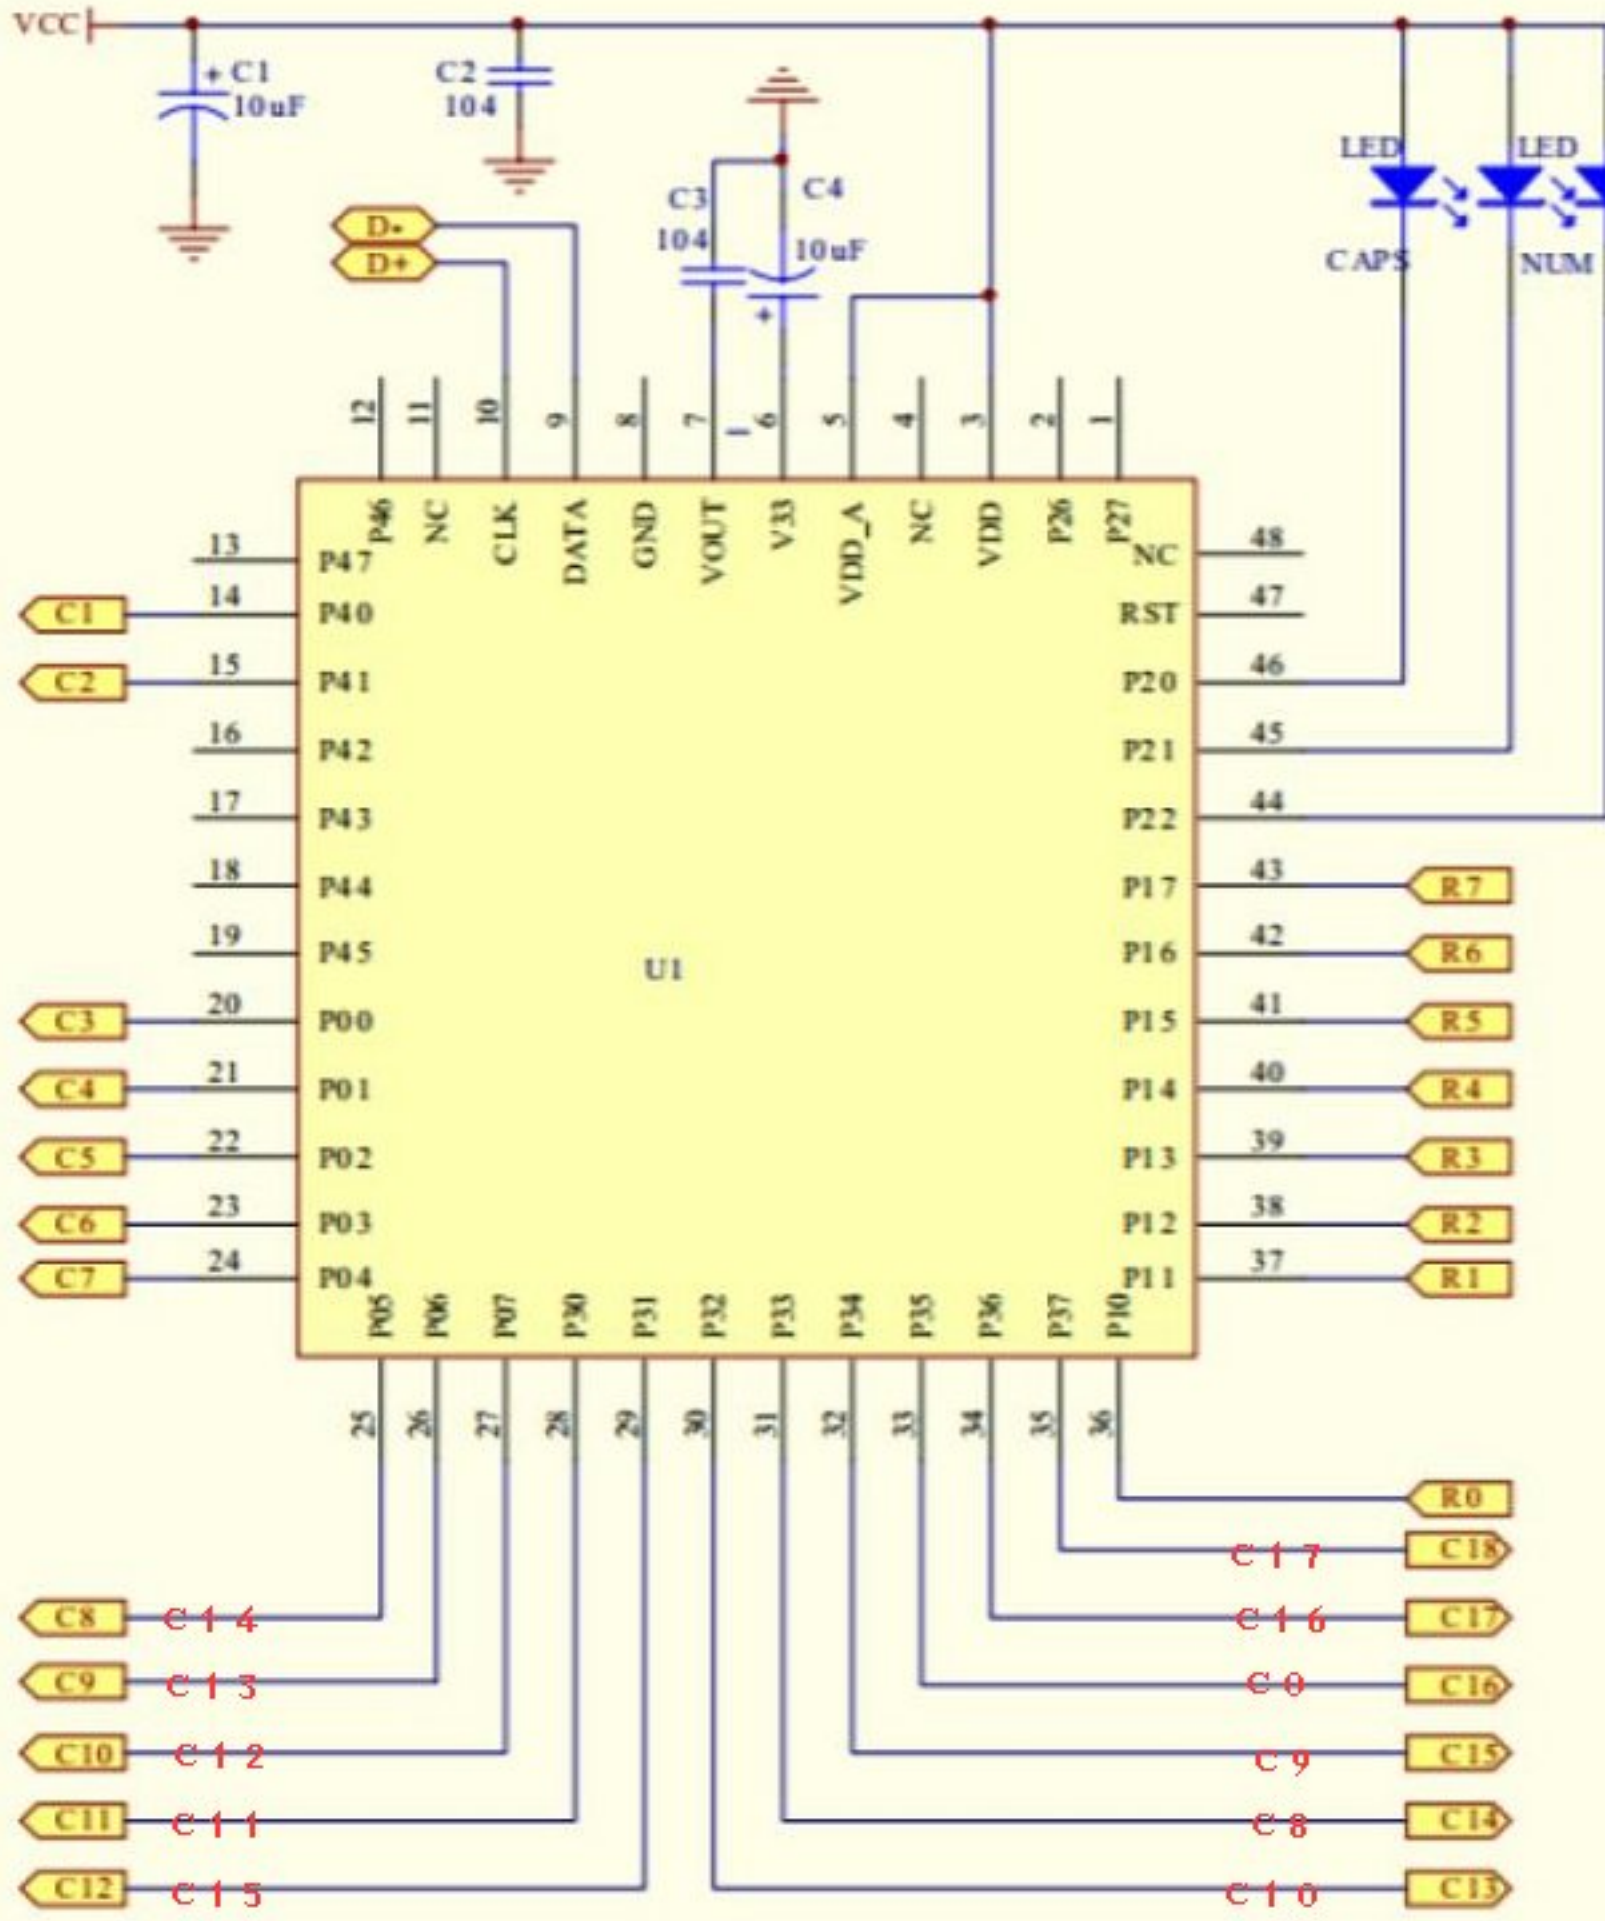 VCC
+ C1
10uF
C2
104
LED
LED
C3
104
C4
10uF
+
CAPS
NUM
D-
D+
12 11 10 9 8 7 6 5 4 3 2 1
P46 NC CLK DATA GND VOUT V33 VDD_A NC VDD P26 P27
13 P47 NC 48
C1 14 P40 RST 47
C2 15 P41 P20 46
16 P42 P21 45
17 P43 P22 44
18 P44 P17 43 R7
19 P45 P16 42 R6
U1
C3 20 P00 P15 41 R5
C4 21 P01 P14 40 R4
C5 22 P02 P13 39 R3
C6 23 P03 P12 38 R2
C7 24 P04 P11 37 R1
P05 P06 P07 P30 P31 P32 P33 P34 P35 P36 P37 P10
25 26 27 28 29 30 31 32 33 34 35 36
R0
C17 C18
C8 C14 C16 C17
C9 C13 C0 C16
C10 C12 C9 C15
C11 C11 C8 C14
C12 C15 C10 C13